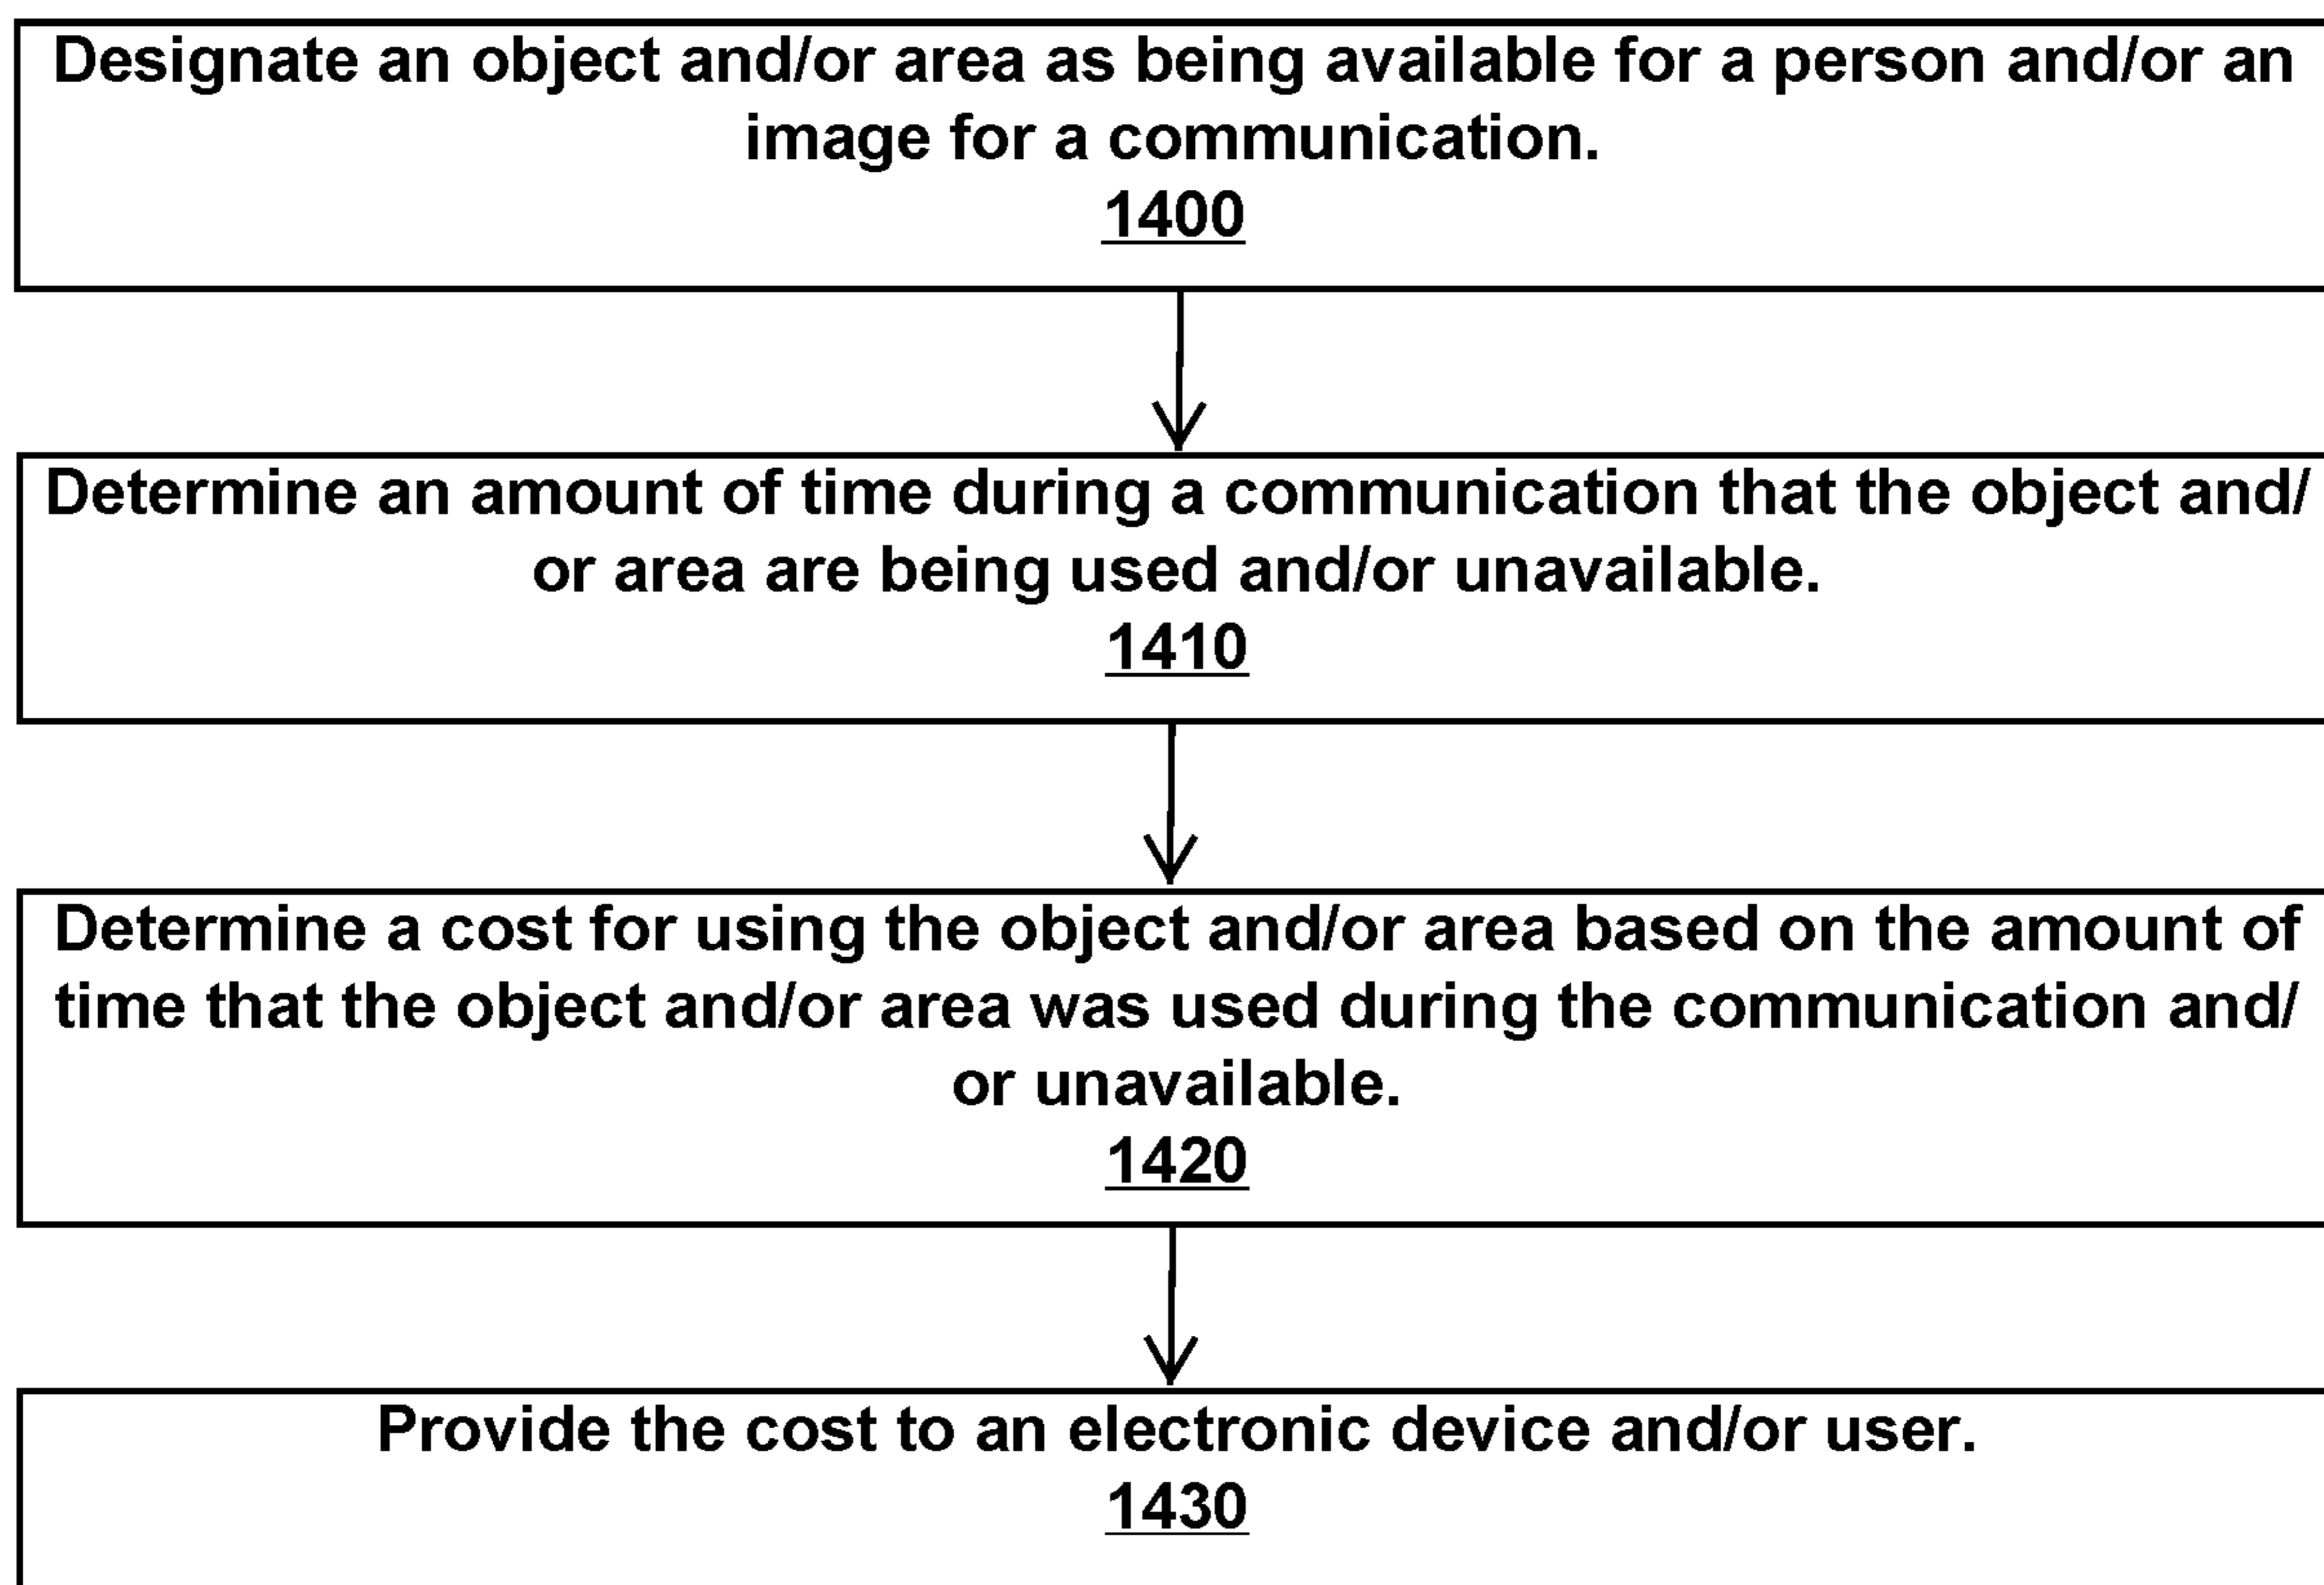 Designate an object and/or area as being available for a person and/or an
image for a communication.
1400
Determine an amount of time during a communication that the object and/
or area are being used and/or unavailable.
1410
Determine a cost for using the object and/or area based on the amount of
time that the object and/or area was used during the communication and/
or unavailable.
1420
Provide the cost to an electronic device and/or user.
1430